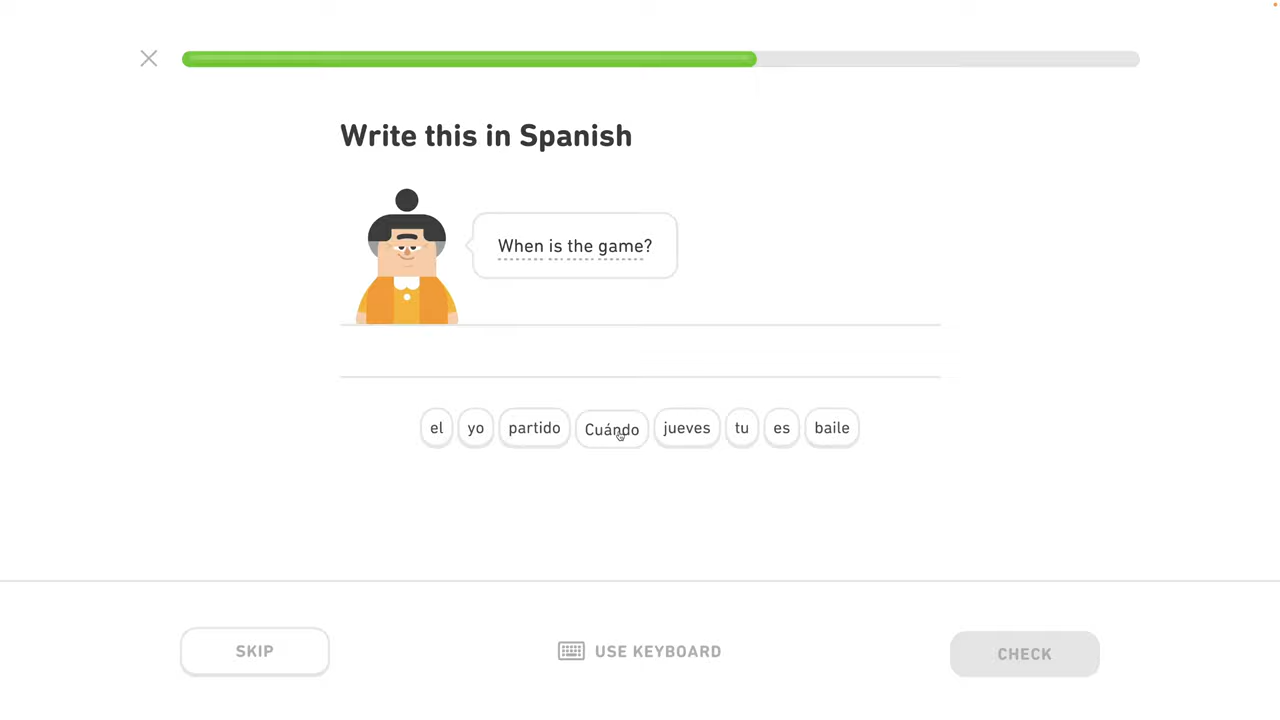 Write this in Spanish
When is the game?
el yo partido Cuándo jueves tu es baile
SKIP
USE KEYBOARD
CHECK